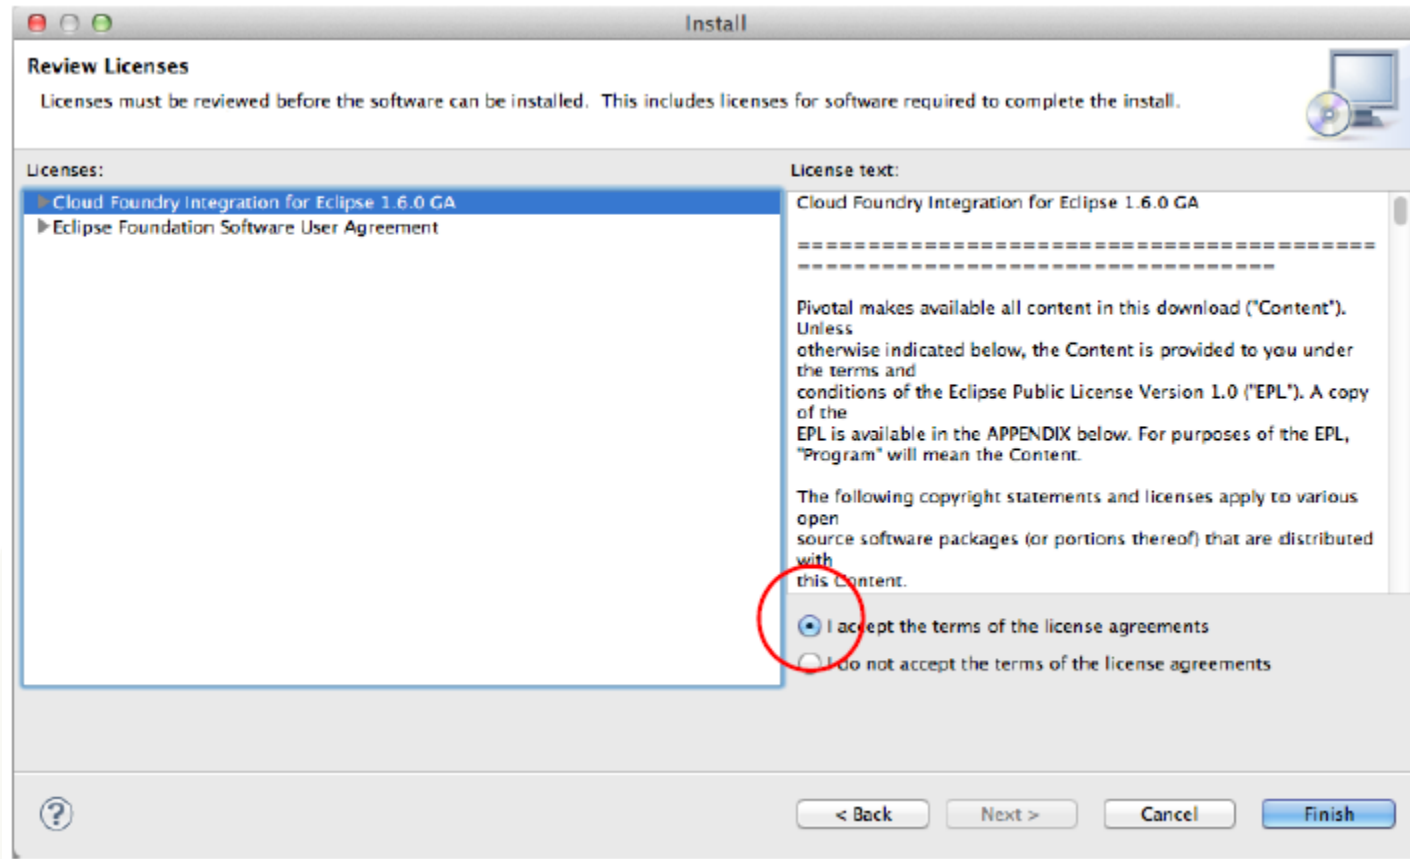 Install
Review Licenses
Licenses must be reviewed before the software can be installed. This includes licenses for software required to complete the install.
Licenses:
Cloud Foundry Integration for Eclipse 1.6.0 GA
Eclipse Foundation Software User Agreement
License text:
Cloud Foundry Integration for Eclipse 1.6.0 GA
=========================================
==================================
Pivotal makes available all content in this download ("Content").
Unless
otherwise indicated below, the Content is provided to you under
the terms and
conditions of the Eclipse Public License Version 1.0 ("EPL"). A copy
of the
EPL is available in the APPENDIX below. For purposes of the EPL,
"Program" will mean the Content.
The following copyright statements and licenses apply to various
open
source software packages (or portions thereof) that are distributed
with
this Content.
I accept the terms of the license agreements
I do not accept the terms of the license agreements
?
< Back
Next >
Cancel
Finish